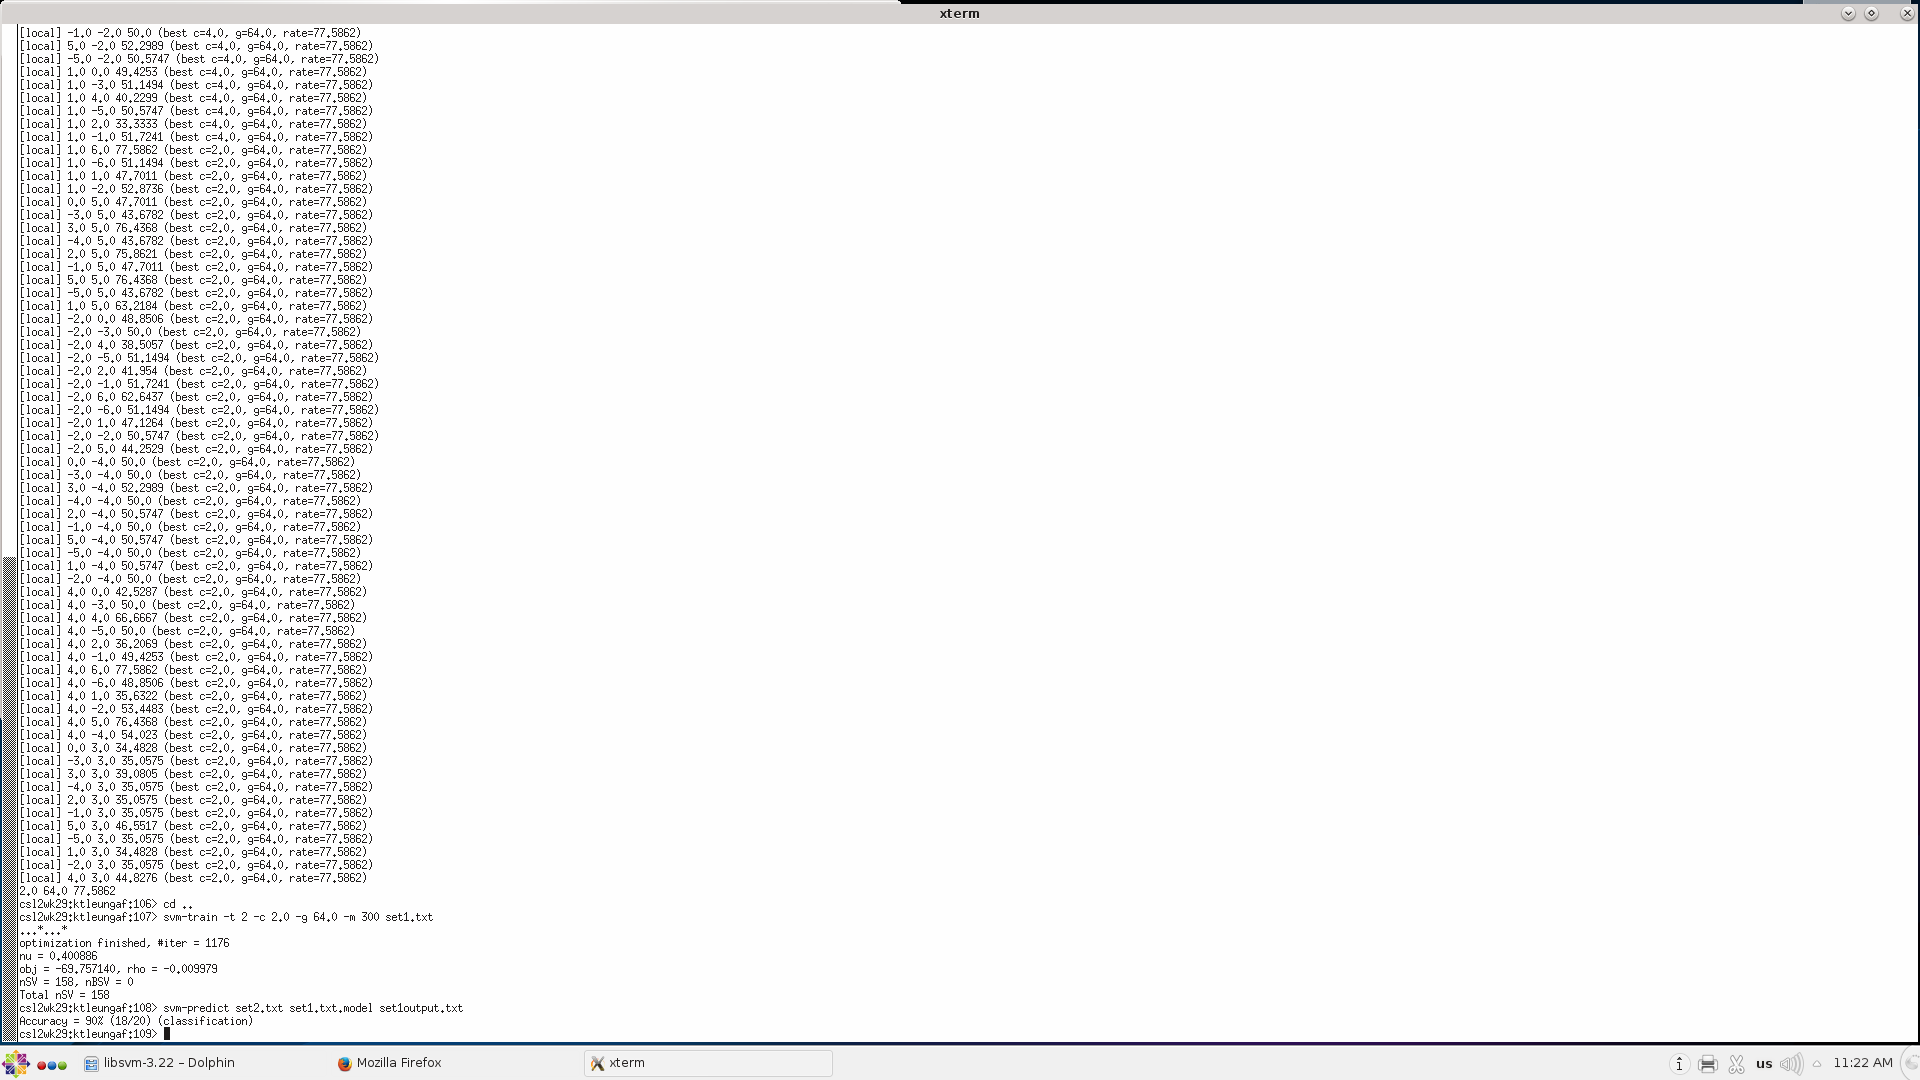 xterm
[local] -1.0 -2.0 50.0 (best c=4.0, g=64.0, rate=77.5862)
[local] 5.0 -2.0 52.2989 (best c=4.0, g=64.0, rate=77.5862)
[local] -5.0 -2.0 50.5747 (best c=4.0, g=64.0, rate=77.5862)
[local] 1.0 0.0 49.4253 (best c=4.0, g=64.0, rate=77.5862)
[local] 1.0 -3.0 51.1494 (best c=4.0, g=64.0, rate=77.5862)
[local] 1.0 4.0 40.2299 (best c=4.0, g=64.0, rate=77.5862)
[local] 1.0 -5.0 50.5747 (best c=4.0, g=64.0, rate=77.5862)
[local] 1.0 2.0 33.3333 (best c=4.0, g=64.0, rate=77.5862)
[local] 1.0 -1.0 51.7241 (best c=4.0, g=64.0, rate=77.5862)
[local] 1.0 6.0 77.5862 (best c=2.0, g=64.0, rate=77.5862)
[local] 1.0 -6.0 51.1494 (best c=2.0, g=64.0, rate=77.5862)
[local] 1.0 1.0 47.7011 (best c=2.0, g=64.0, rate=77.5862)
[local] 1.0 -2.0 52.8736 (best c=2.0, g=64.0, rate=77.5862)
[local] 0.0 5.0 47.7011 (best c=2.0, g=64.0, rate=77.5862)
[local] -3.0 5.0 43.6782 (best c=2.0, g=64.0, rate=77.5862)
[local] 3.0 5.0 76.4368 (best c=2.0, g=64.0, rate=77.5862)
[local] -4.0 5.0 43.6782 (best c=2.0, g=64.0, rate=77.5862)
[local] 2.0 5.0 75.8621 (best c=2.0, g=64.0, rate=77.5862)
[local] -1.0 5.0 47.7011 (best c=2.0, g=64.0, rate=77.5862)
[local] 5.0 5.0 76.4368 (best c=2.0, g=64.0, rate=77.5862)
[local] -5.0 5.0 43.6782 (best c=2.0, g=64.0, rate=77.5862)
[local] 1.0 5.0 63.2184 (best c=2.0, g=64.0, rate=77.5862)
[local] -2.0 0.0 48.8506 (best c=2.0, g=64.0, rate=77.5862)
[local] -2.0 -3.0 50.0 (best c=2.0, g=64.0, rate=77.5862)
[local] -2.0 4.0 38.5057 (best c=2.0, g=64.0, rate=77.5862)
[local] -2.0 -5.0 51.1494 (best c=2.0, g=64.0, rate=77.5862)
[local] -2.0 2.0 41.954 (best c=2.0, g=64.0, rate=77.5862)
[local] -2.0 -1.0 51.7241 (best c=2.0, g=64.0, rate=77.5862)
[local] -2.0 6.0 62.6437 (best c=2.0, g=64.0, rate=77.5862)
[local] -2.0 -6.0 51.1494 (best c=2.0, g=64.0, rate=77.5862)
[local] -2.0 1.0 47.1264 (best c=2.0, g=64.0, rate=77.5862)
[local] -2.0 -2.0 50.5747 (best c=2.0, g=64.0, rate=77.5862)
[local] -2.0 5.0 44.2529 (best c=2.0, g=64.0, rate=77.5862)
[local] 0.0 -4.0 50.0 (best c=2.0, g=64.0, rate=77.5862)
[local] -3.0 -4.0 50.0 (best c=2.0, g=64.0, rate=77.5862)
[local] 3.0 -4.0 52.2989 (best c=2.0, g=64.0, rate=77.5862)
[local] -4.0 -4.0 50.0 (best c=2.0, g=64.0, rate=77.5862)
[local] 2.0 -4.0 50.5747 (best c=2.0, g=64.0, rate=77.5862)
[local] -1.0 -4.0 50.0 (best c=2.0, g=64.0, rate=77.5862)
[local] 5.0 -4.0 50.5747 (best c=2.0, g=64.0, rate=77.5862)
[local] -5.0 -4.0 50.0 (best c=2.0, g=64.0, rate=77.5862)
[local] 1.0 -4.0 50.5747 (best c=2.0, g=64.0, rate=77.5862)
[local] -2.0 -4.0 50.0 (best c=2.0, g=64.0, rate=77.5862)
[local] 4.0 0.0 42.5287 (best c=2.0, g=64.0, rate=77.5862)
[local] 4.0 -3.0 50.0 (best c=2.0, g=64.0, rate=77.5862)
[local] 4.0 4.0 66.6667 (best c=2.0, g=64.0, rate=77.5862)
[local] 4.0 -5.0 50.0 (best c=2.0, g=64.0, rate=77.5862)
[local] 4.0 2.0 36.2069 (best c=2.0, g=64.0, rate=77.5862)
[local] 4.0 -1.0 49.4253 (best c=2.0, g=64.0, rate=77.5862)
[local] 4.0 6.0 77.5862 (best c=2.0, g=64.0, rate=77.5862)
[local] 4.0 -6.0 48.8506 (best c=2.0, g=64.0, rate=77.5862)
[local] 4.0 1.0 35.6322 (best c=2.0, g=64.0, rate=77.5862)
[local] 4.0 -2.0 53.4483 (best c=2.0, g=64.0, rate=77.5862)
[local] 4.0 5.0 76.4368 (best c=2.0, g=64.0, rate=77.5862)
[local] 4.0 -4.0 54.023 (best c=2.0, g=64.0, rate=77.5862)
[local] 0.0 3.0 34.4828 (best c=2.0, g=64.0, rate=77.5862)
[local] -3.0 3.0 35.0575 (best c=2.0, g=64.0, rate=77.5862)
[local] 3.0 3.0 39.0805 (best c=2.0, g=64.0, rate=77.5862)
[local] -4.0 3.0 35.0575 (best c=2.0, g=64.0, rate=77.5862)
[local] 2.0 3.0 35.0575 (best c=2.0, g=64.0, rate=77.5862)
[local] -1.0 3.0 35.0575 (best c=2.0, g=64.0, rate=77.5862)
[local] 5.0 3.0 46.5517 (best c=2.0, g=64.0, rate=77.5862)
[local] -5.0 3.0 35.0575 (best c=2.0, g=64.0, rate=77.5862)
[local] 1.0 3.0 34.4828 (best c=2.0, g=64.0, rate=77.5862)
[local] -2.0 3.0 35.0575 (best c=2.0, g=64.0, rate=77.5862)
[local] 4.0 3.0 44.8276 (best c=2.0, g=64.0, rate=77.5862)
2.0 64.0 77.5862
csl2wk29:ktleungaf:106> cd ..
csl2wk29:ktleungaf:107> svm-train -t 2 -c 2.0 -g 64.0 -m 300 set1.txt
...*...*
optimization finished, #iter = 1176
nu = 0.400886
obj = -69.757140, rho = -0.009979
nSV = 158, nBSV = 0
Total nSV = 158
csl2wk29:ktleungaf:108> svm-predict set2.txt set1.txt.model set1output.txt
Accuracy = 90% (18/20) (classification)
csl2wk29:ktleungaf:109>
libsvm-3.22 – Dolphin
Mozilla Firefox
xterm
us
11:22 AM